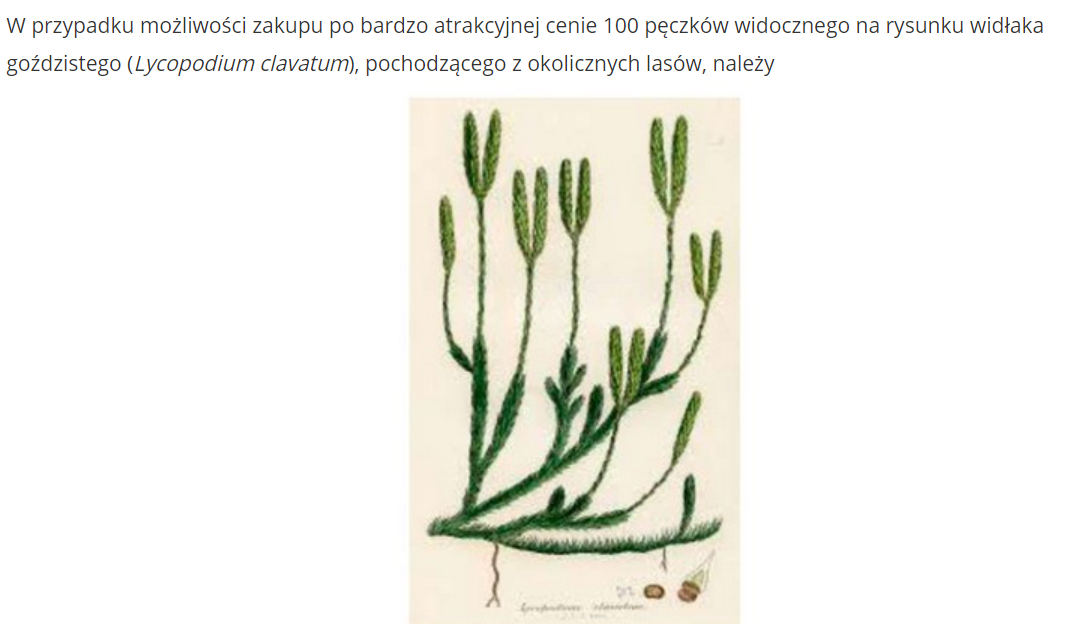 W przypadku możliwości zakupu po bardzo atrakcyjnej cenie 100 pęczków widocznego na rysunku widłaka
goździstego (Lycopodium clavatum), pochodzącego z okolicznych lasów, należy